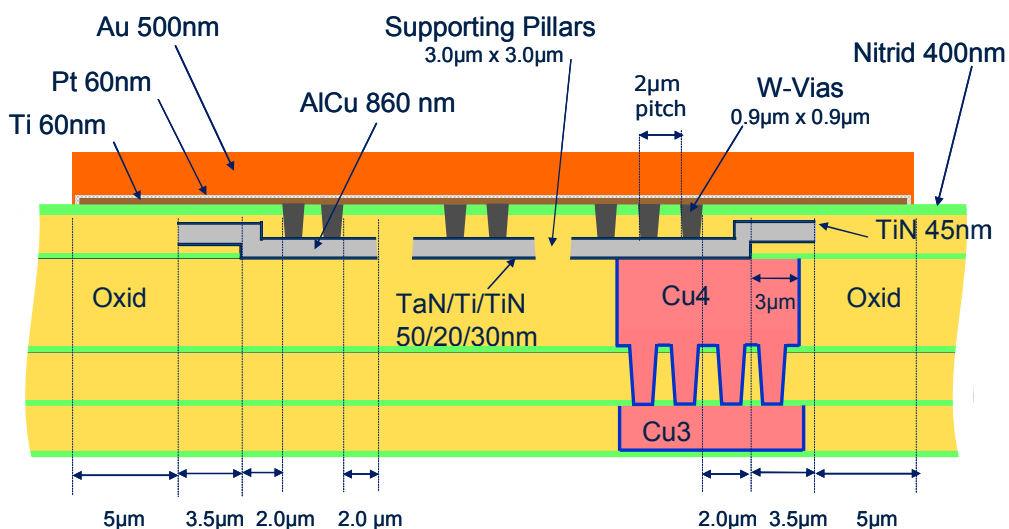 Au 500nm
Supporting Pillars
3.0µm x 3.0µm
Nitrid 400nm
Pt 60nm
AlCu 860 nm
2µm
pitch
W-Vias
0.9µm x 0.9µm
Ti 60nm
TiN 45nm
Oxid
TaN/Ti/TiN
50/20/30nm
Cu4
3µm
Oxid
Cu3
5µm
3.5µm
2.0µm
2.0 µm
2.0µm
3.5µm
5µm